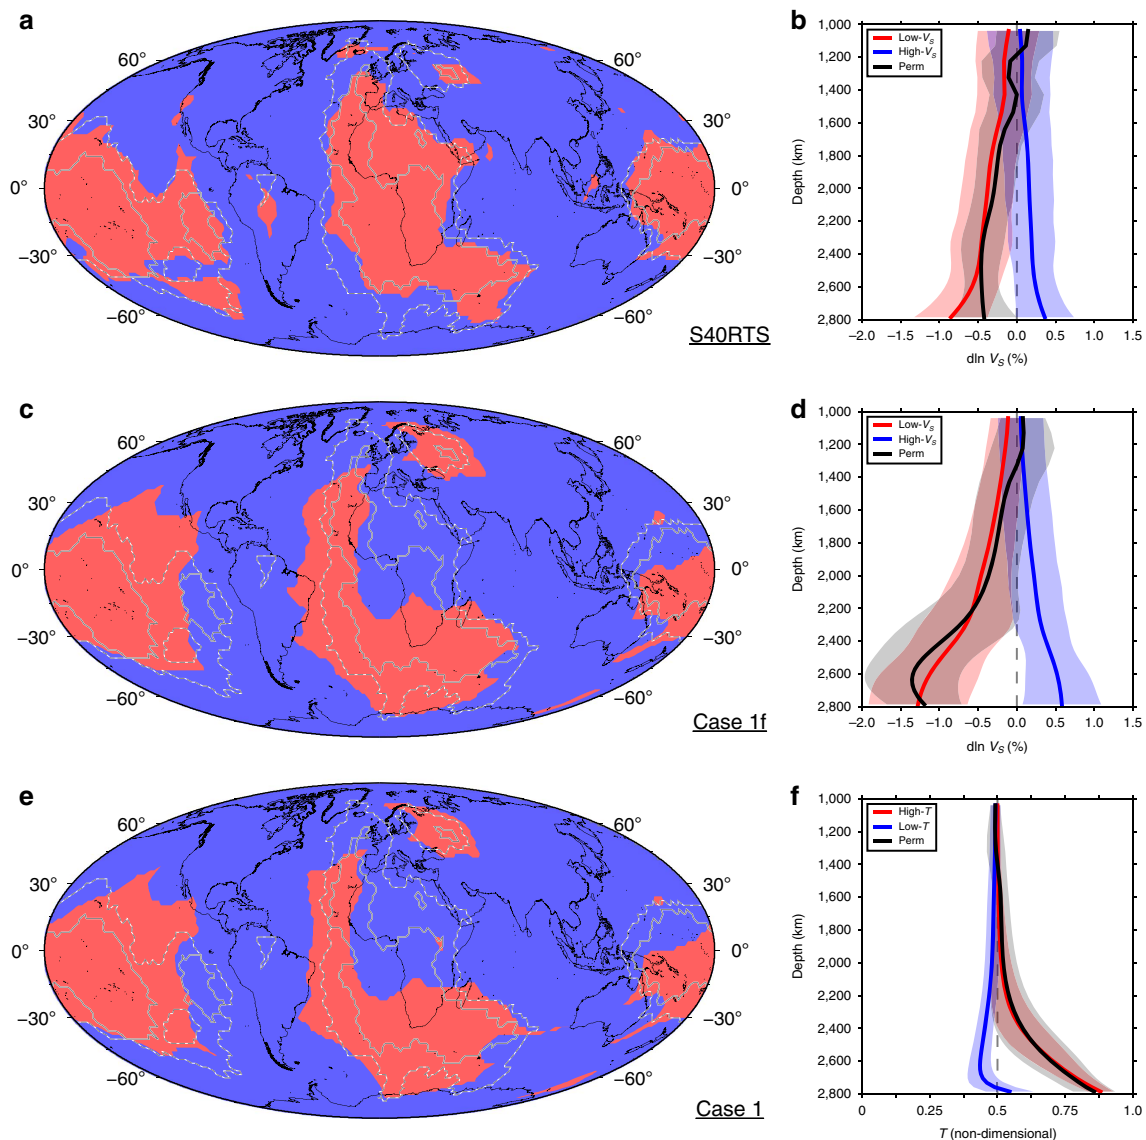 a
60°
30°
0°
−30°
−60°
30°
0°
−30°
−60°
S40RTS
b
1,000
1,200
1,400
1,600
1,800
2,000
2,200
2,400
2,600
2,800
Depth (km)
Low-VS
High-VS
Perm
−2.0 −1.5 −1.0 −0.5 0.0 0.5 1.0 1.5
dln VS (%)
c
60°
30°
0°
−30°
−60°
30°
0°
−30°
−60°
Case 1f
d
1,000
1,200
1,400
1,600
1,800
2,000
2,200
2,400
2,600
2,800
Depth (km)
Low-VS
High-VS
Perm
−2.0 −1.5 −1.0 −0.5 0.0 0.5 1.0 1.5
dln VS (%)
e
60°
30°
0°
−30°
−60°
30°
0°
−30°
−60°
Case 1
f
1,000
1,200
1,400
1,600
1,800
2,000
2,200
2,400
2,600
2,800
Depth (km)
High-T
Low-T
Perm
0 0.25 0.5 0.75 1.0
T (non-dimensional)